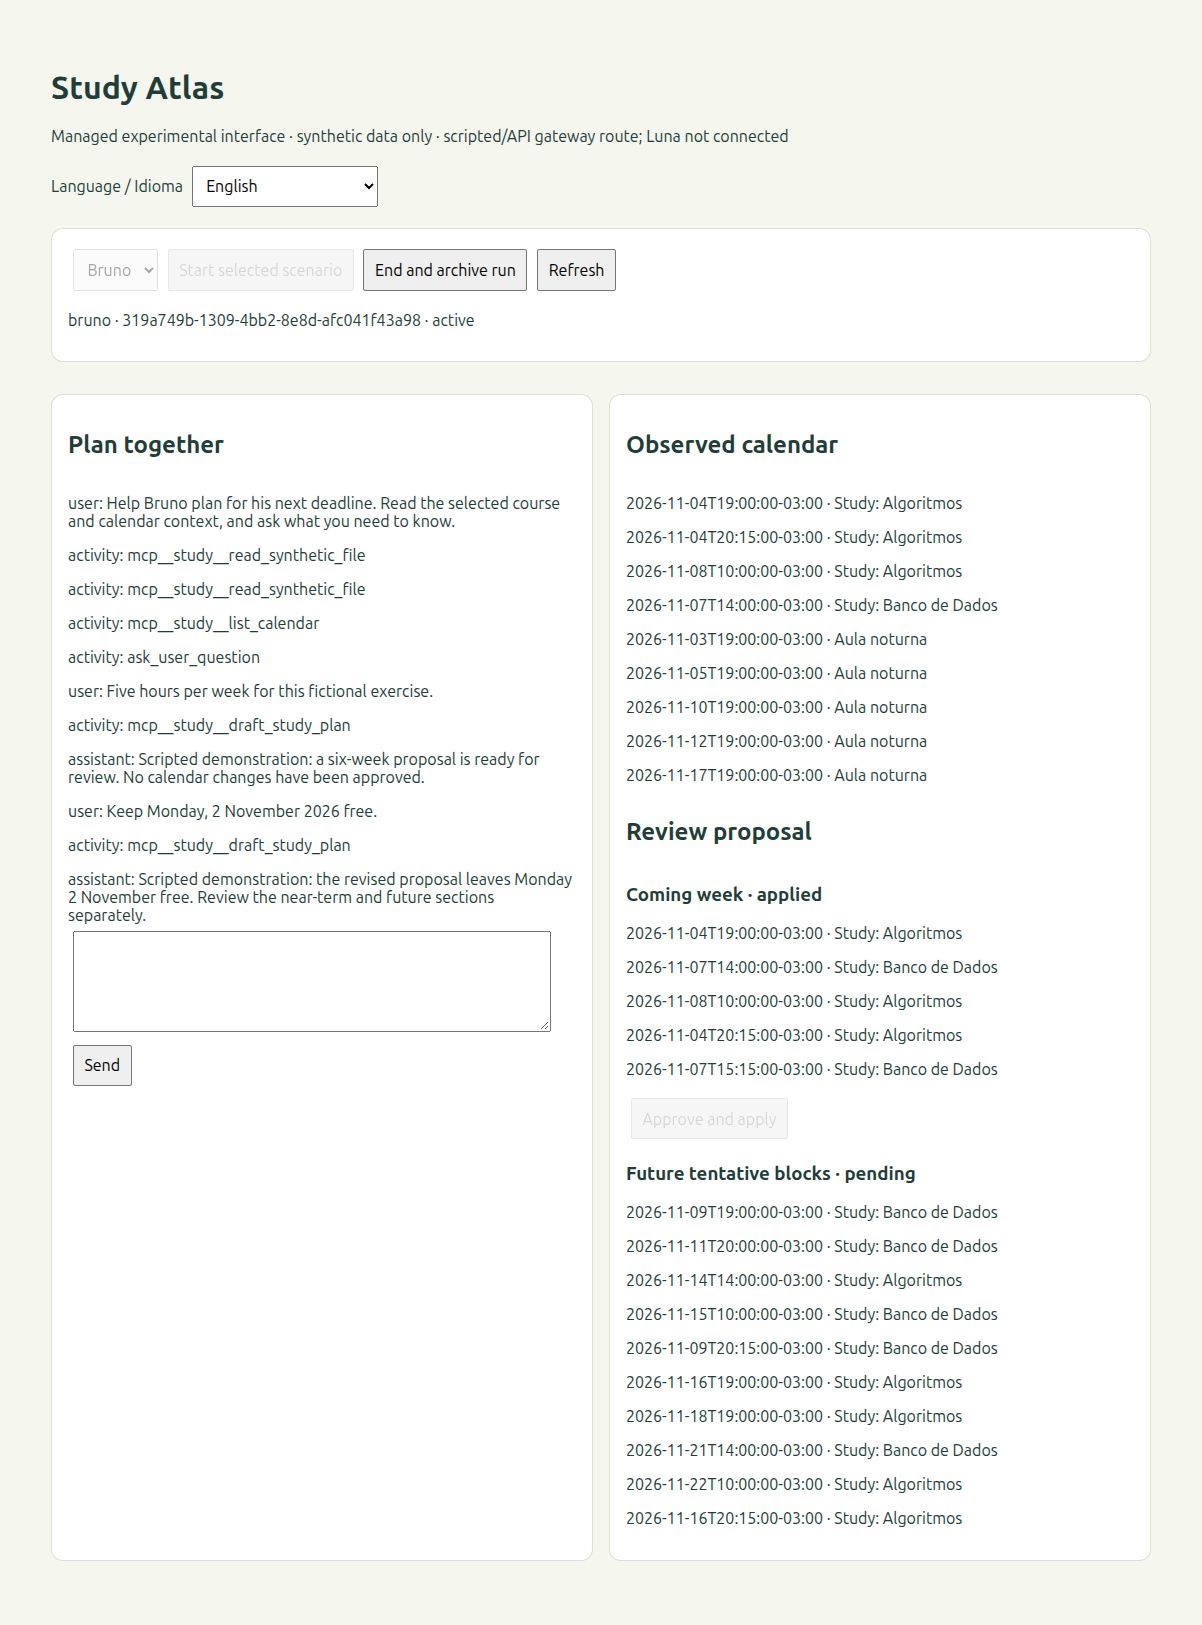 Study Atlas
Managed experimental interface · synthetic data only · scripted/API gateway route; Luna not connected
Language / Idioma English
Bruno Start selected scenario End and archive run Refresh
bruno · 319a749b-1309-4bb2-8e8d-afc041f43a98 · active
Plan together
user: Help Bruno plan for his next deadline. Read the selected course
and calendar context, and ask what you need to know.
activity: mcp__study__read_synthetic_file
activity: mcp__study__read_synthetic_file
activity: mcp__study__list_calendar
activity: ask_user_question
user: Five hours per week for this fictional exercise.
activity: mcp__study__draft_study_plan
assistant: Scripted demonstration: a six-week proposal is ready for
review. No calendar changes have been approved.
user: Keep Monday, 2 November 2026 free.
activity: mcp__study__draft_study_plan
assistant: Scripted demonstration: the revised proposal leaves Monday
2 November free. Review the near-term and future sections
separately.
Send
Observed calendar
2026-11-04T19:00:00-03:00 · Study: Algoritmos
2026-11-04T20:15:00-03:00 · Study: Algoritmos
2026-11-08T10:00:00-03:00 · Study: Algoritmos
2026-11-07T14:00:00-03:00 · Study: Banco de Dados
2026-11-03T19:00:00-03:00 · Aula noturna
2026-11-05T19:00:00-03:00 · Aula noturna
2026-11-10T19:00:00-03:00 · Aula noturna
2026-11-12T19:00:00-03:00 · Aula noturna
2026-11-17T19:00:00-03:00 · Aula noturna
Review proposal
Coming week · applied
2026-11-04T19:00:00-03:00 · Study: Algoritmos
2026-11-07T14:00:00-03:00 · Study: Banco de Dados
2026-11-08T10:00:00-03:00 · Study: Algoritmos
2026-11-04T20:15:00-03:00 · Study: Algoritmos
2026-11-07T15:15:00-03:00 · Study: Banco de Dados
Approve and apply
Future tentative blocks · pending
2026-11-09T19:00:00-03:00 · Study: Banco de Dados
2026-11-11T20:00:00-03:00 · Study: Banco de Dados
2026-11-14T14:00:00-03:00 · Study: Algoritmos
2026-11-15T10:00:00-03:00 · Study: Banco de Dados
2026-11-09T20:15:00-03:00 · Study: Banco de Dados
2026-11-16T19:00:00-03:00 · Study: Algoritmos
2026-11-18T19:00:00-03:00 · Study: Algoritmos
2026-11-21T14:00:00-03:00 · Study: Banco de Dados
2026-11-22T10:00:00-03:00 · Study: Algoritmos
2026-11-16T20:15:00-03:00 · Study: Algoritmos